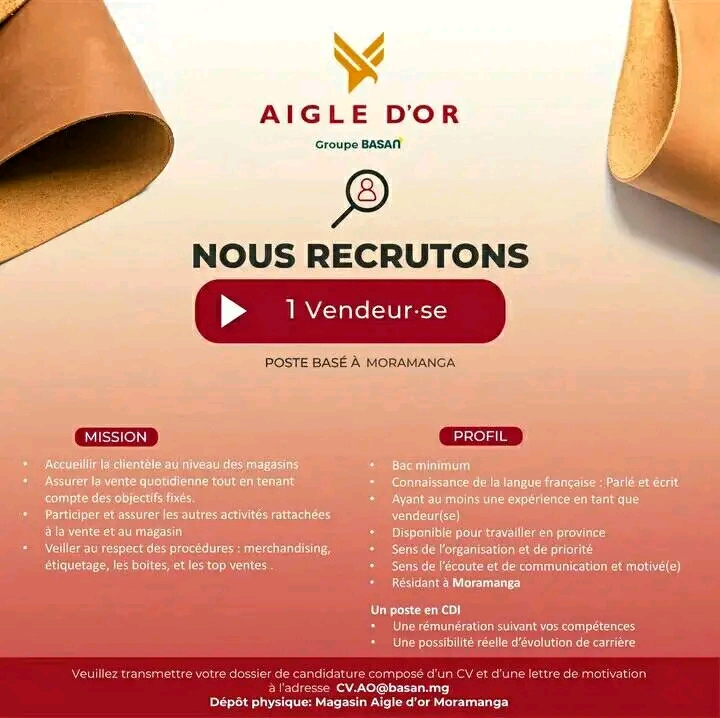 AIGLE D'OR
Groupe BASAN
NOUS RECRUTONS
1 Vendeur·se
POSTE BASÉ À MORAMANGA
MISSION
• Accueillir la clientèle au niveau des magasins
• Assurer la vente quotidienne tout en tenant
compte des objectifs fixés.
• Participer et assurer les autres activités rattachées
à la vente et au magasin
• Veiller au respect des procédures : merchandising,
étiquetage, les boites, et les top ventes .
PROFIL
• Bac minimum
• Connaissance de la langue française : Parlé et écrit
• Ayant au moins une expérience en tant que
vendeur(se)
• Disponible pour travailler en province
• Sens de l'organisation et de priorité
• Sens de l'écoute et de communication et motivé(e)
• Résidant à Moramanga
Un poste en CDI
• Une rémunération suivant vos compétences
• Une possibilité réelle d'évolution de carrière
Veuillez transmettre votre dossier de candidature composé d'un CV et d'une lettre de motivation
à l'adresse CV.AO@basan.mg
Dépôt physique: Magasin Aigle d'or Moramanga